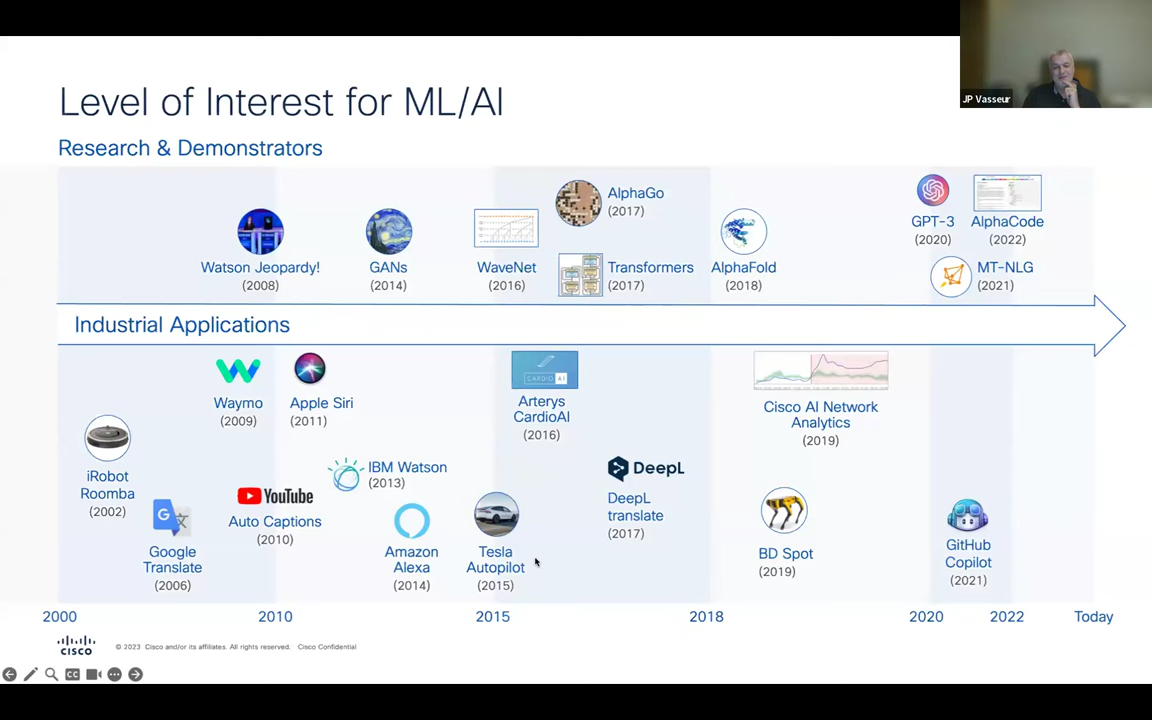 JP Vasseur
Level of Interest for ML/AI
Research & Demonstrators
AlphaGo
(2017)
GPT-3
(2020)
AlphaCode
(2022)
Watson Jeopardy!
(2008)
GANs
(2014)
WaveNet
(2016)
Transformers
(2017)
AlphaFold
(2018)
MT-NLG
(2021)
Industrial Applications
Waymo
(2009)
Apple Siri
(2011)
CARDIO AI
Arterys
CardioAI
(2016)
Cisco AI Network
Analytics
(2019)
iRobot
Roomba
(2002)
G
Google
Translate
(2006)
YouTube
Auto Captions
(2010)
IBM Watson
(2013)
Amazon
Alexa
(2014)
Tesla
Autopilot
(2015)
DeepL
DeepL
translate
(2017)
BD Spot
(2019)
GitHub
Copilot
(2021)
2000
2010
2015
2018
2020
2022
Today
CISCO
© 2023 Cisco and/or its affiliates. All rights reserved. Cisco Confidential
CC